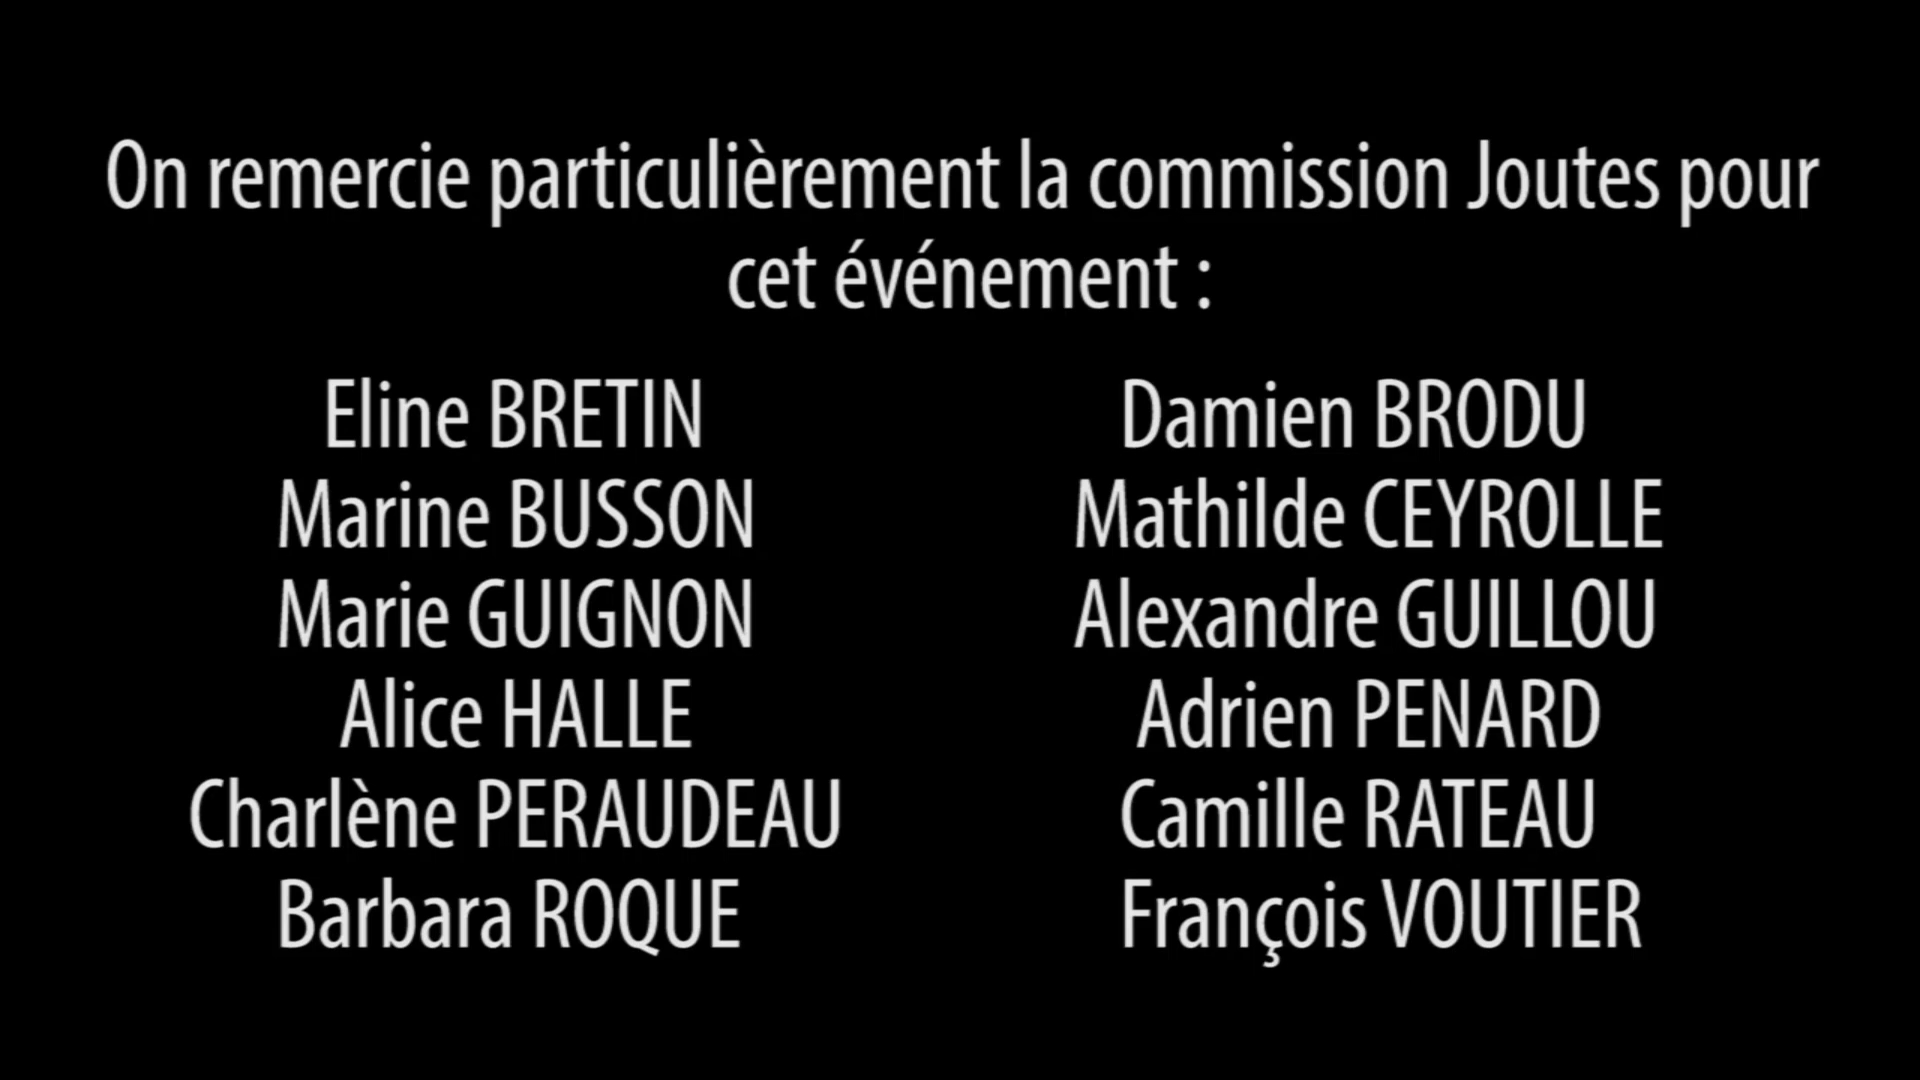 On remercie particulièrement la commission Joutes pour
cet événement :
Eline BRETIN
Marine BUSSON
Marie GUIGNON
Alice HALLE
Charlène PERAUDEAU
Barbara ROQUE
Damien BRODU
Mathilde CEYROLLE
Alexandre GUILLOU
Adrien PENARD
Camille RATEAU
François VOUTIER